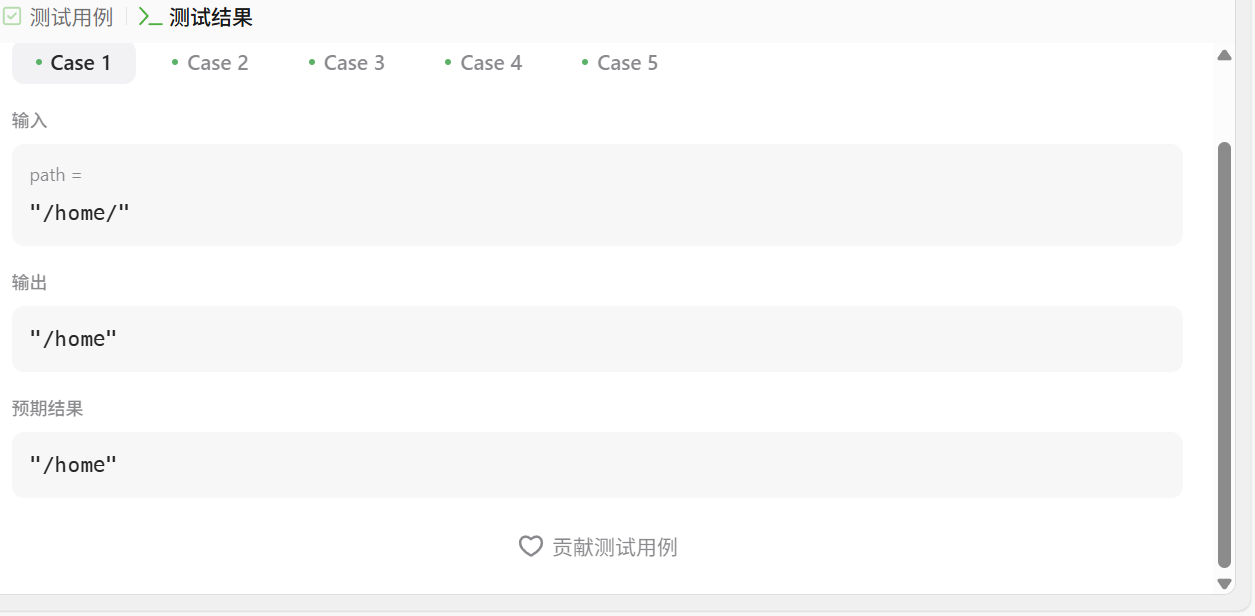 测试用例 测试结果
Case 1 Case 2 Case 3 Case 4 Case 5
输入
path =
"/home/"
输出
"/home"
预期结果
"/home"
贡献测试用例